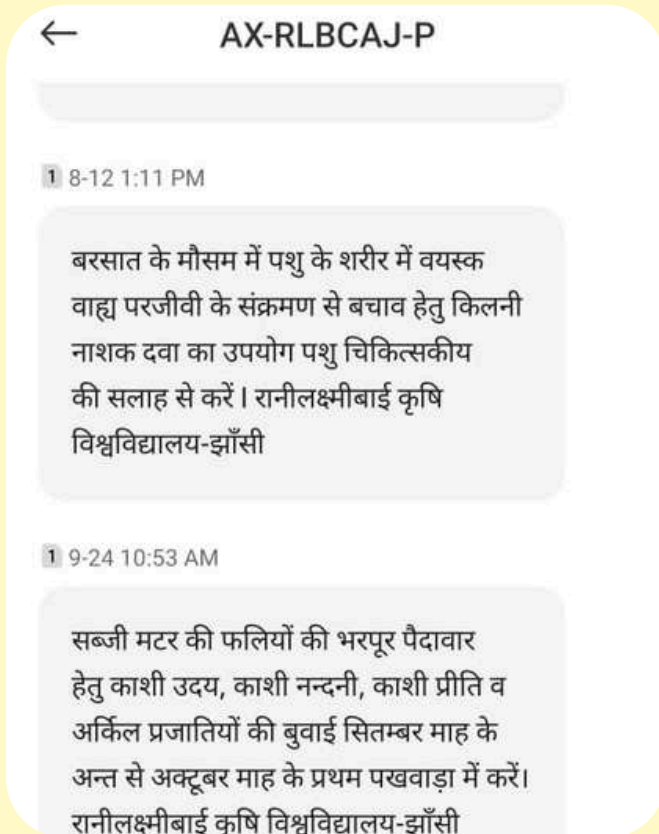 AX-RLBCAJ-P
1 8-12 1:11 PM
बरसात के मौसम में पशु के शरीर में वयस्क
वाह्य परजीवी के संक्रमण से बचाव हेतु किलनी
नाशक दवा का उपयोग पशु चिकित्सकीय
की सलाह से करें। रानीलक्ष्मीबाई कृषि
विश्वविद्यालय-झाँसी
1 9-24 10:53 AM
सब्जी मटर की फलियों की भरपूर पैदावार
हेतु काशी उदय, काशी नन्दनी, काशी प्रीति व
अर्किल प्रजातियों की बुवाई सितम्बर माह के
अन्त से अक्टूबर माह के प्रथम पखवाड़ा में करें।
रानीलक्ष्मीबाई कृषि विश्वविद्यालय-झाँसी